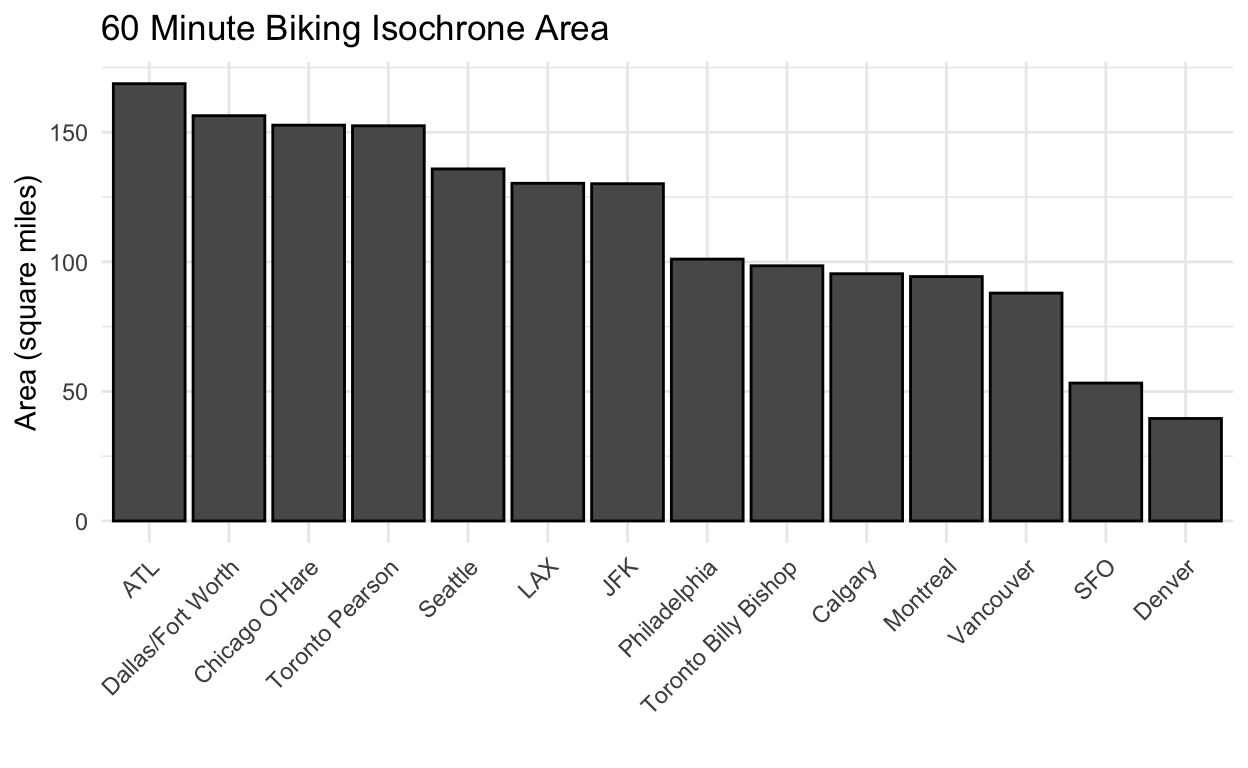 60 Minute Biking Isochrone Area
Area (square miles)
150
100
50
0
ATL
Dallas/Fort Worth
Chicago O'Hare
Toronto Pearson
Seattle
LAX
JFK
Philadelphia
Toronto Billy Bishop
Calgary
Montreal
Vancouver
SFO
Denver